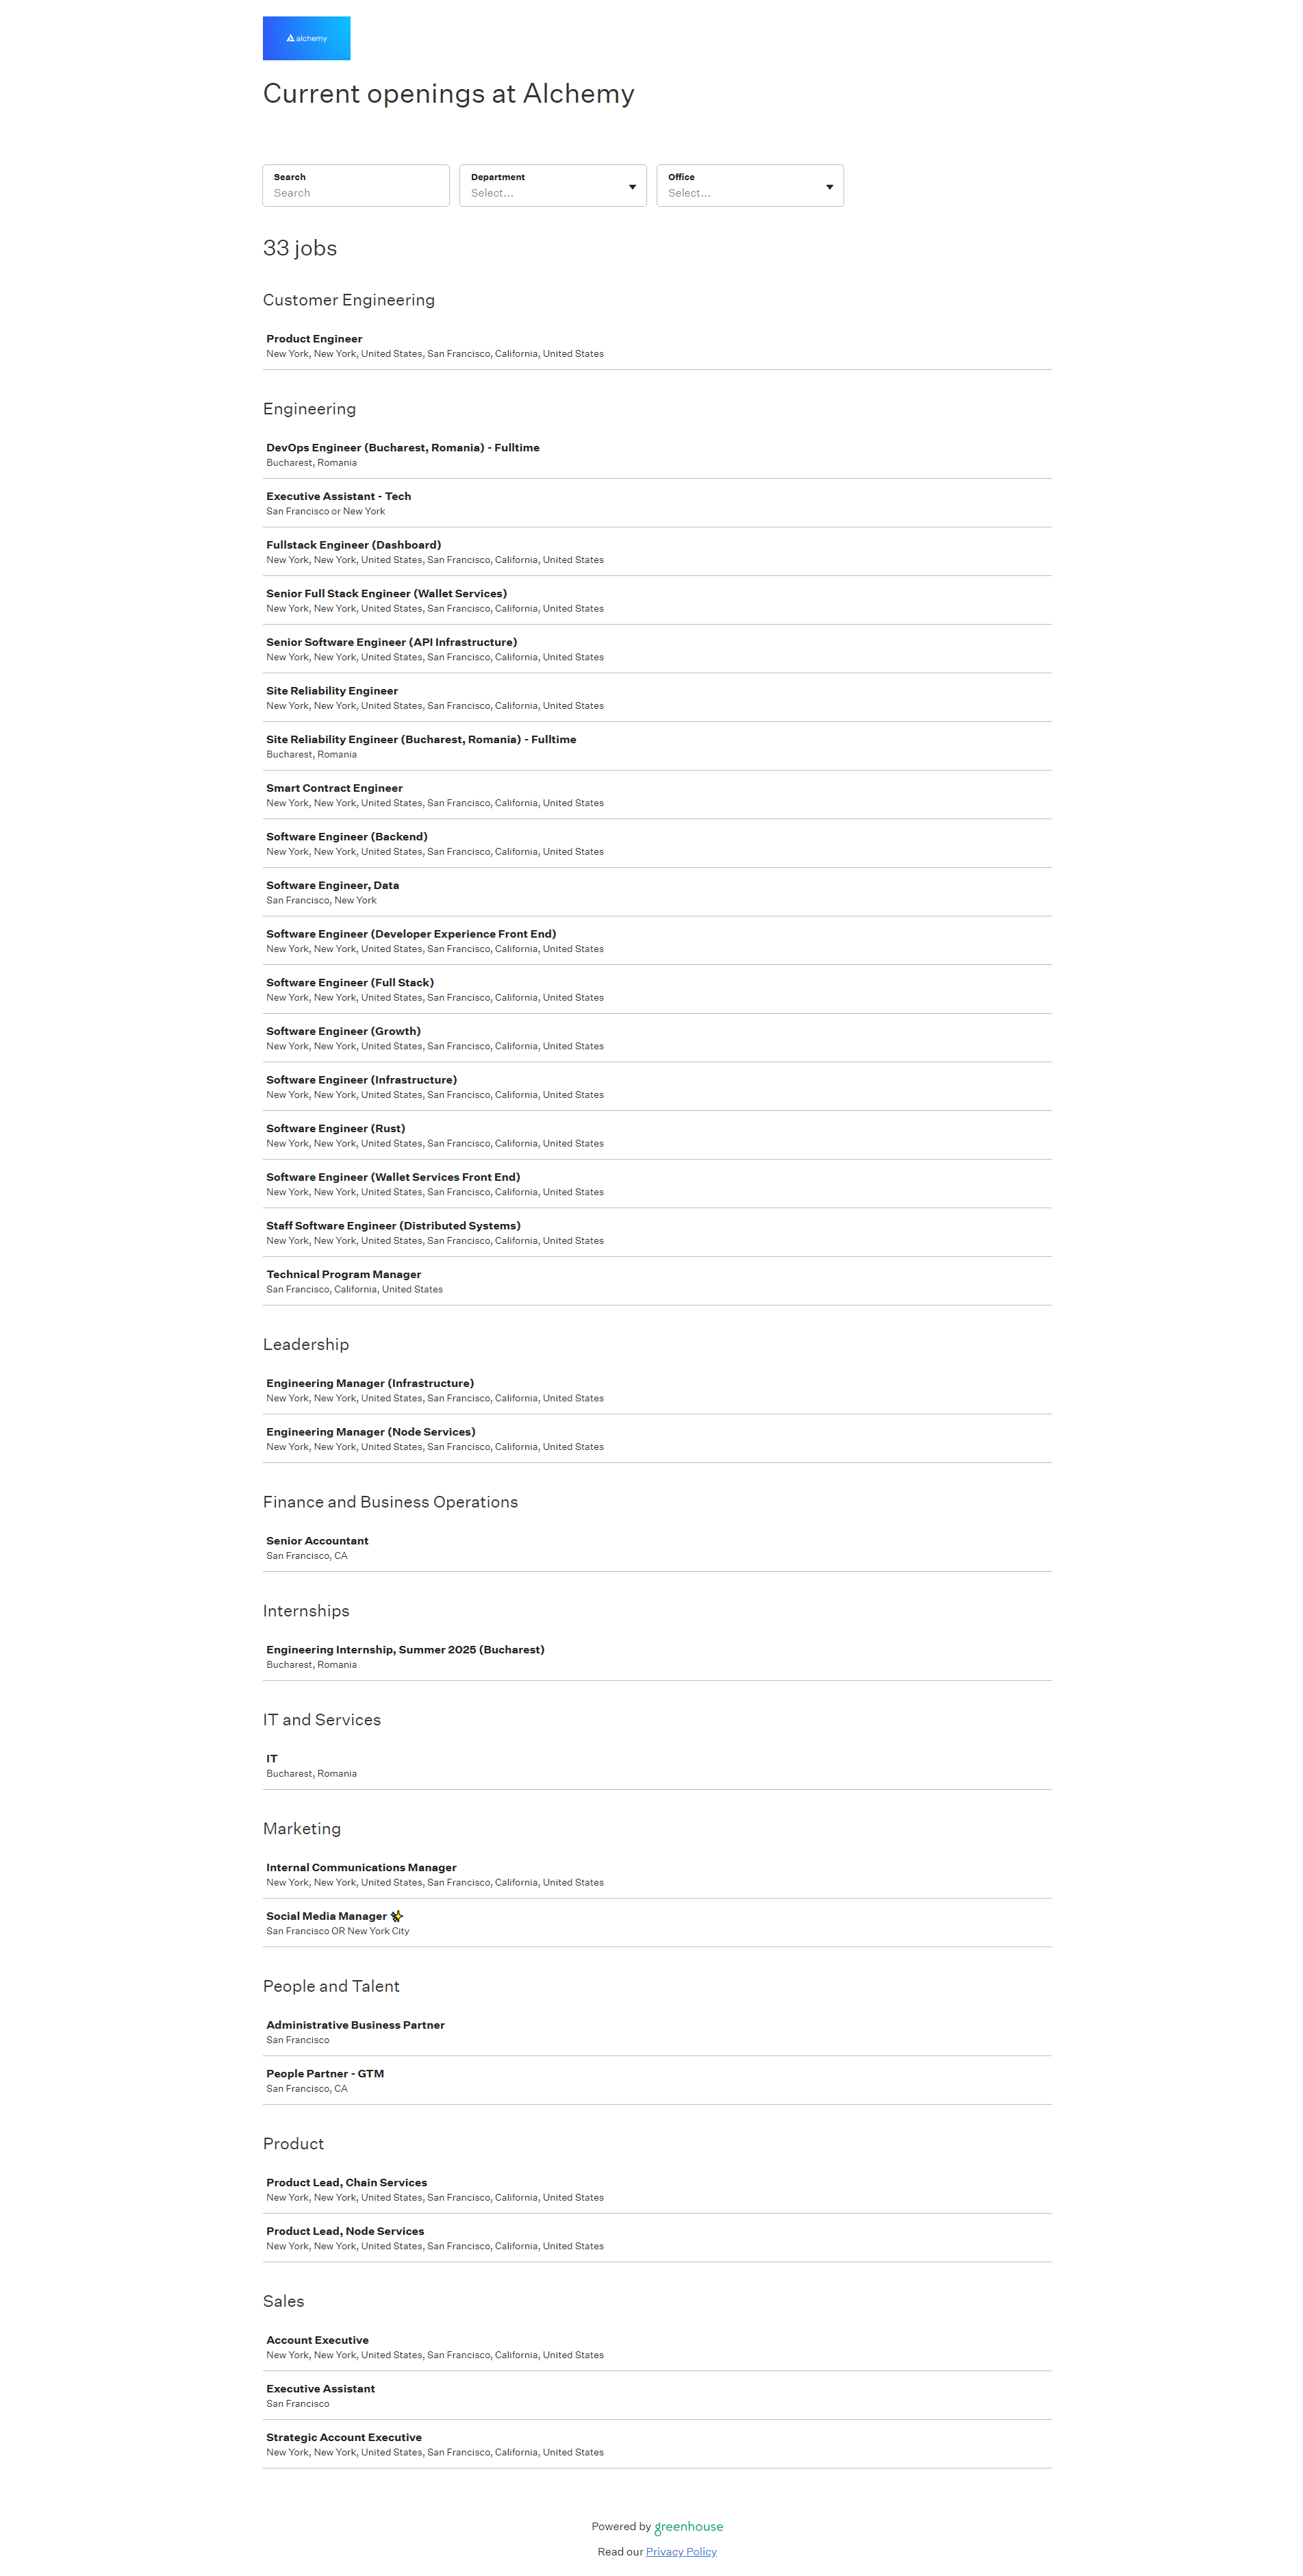 alchemy
Current openings at Alchemy
Search
Search
Department
Select...
Office
Select...
33 jobs
Customer Engineering
Product Engineer
New York, New York, United States, San Francisco, California, United States
Engineering
DevOps Engineer (Bucharest, Romania) - Fulltime
Bucharest, Romania
Executive Assistant - Tech
San Francisco or New York
Fullstack Engineer (Dashboard)
New York, New York, United States, San Francisco, California, United States
Senior Full Stack Engineer (Wallet Services)
New York, New York, United States, San Francisco, California, United States
Senior Software Engineer (API Infrastructure)
New York, New York, United States, San Francisco, California, United States
Site Reliability Engineer
New York, New York, United States, San Francisco, California, United States
Site Reliability Engineer (Bucharest, Romania) - Fulltime
Bucharest, Romania
Smart Contract Engineer
New York, New York, United States, San Francisco, California, United States
Software Engineer (Backend)
New York, New York, United States, San Francisco, California, United States
Software Engineer, Data
San Francisco, New York
Software Engineer (Developer Experience Front End)
New York, New York, United States, San Francisco, California, United States
Software Engineer (Full Stack)
New York, New York, United States, San Francisco, California, United States
Software Engineer (Growth)
New York, New York, United States, San Francisco, California, United States
Software Engineer (Infrastructure)
New York, New York, United States, San Francisco, California, United States
Software Engineer (Rust)
New York, New York, United States, San Francisco, California, United States
Software Engineer (Wallet Services Front End)
New York, New York, United States, San Francisco, California, United States
Staff Software Engineer (Distributed Systems)
New York, New York, United States, San Francisco, California, United States
Technical Program Manager
San Francisco, California, United States
Leadership
Engineering Manager (Infrastructure)
New York, New York, United States, San Francisco, California, United States
Engineering Manager (Node Services)
New York, New York, United States, San Francisco, California, United States
Finance and Business Operations
Senior Accountant
San Francisco, CA
Internships
Engineering Internship, Summer 2025 (Bucharest)
Bucharest, Romania
IT and Services
IT
Bucharest, Romania
Marketing
Internal Communications Manager
New York, New York, United States, San Francisco, California, United States
Social Media Manager ✨
San Francisco OR New York City
People and Talent
Administrative Business Partner
San Francisco
People Partner - GTM
San Francisco, CA
Product
Product Lead, Chain Services
New York, New York, United States, San Francisco, California, United States
Product Lead, Node Services
New York, New York, United States, San Francisco, California, United States
Sales
Account Executive
New York, New York, United States, San Francisco, California, United States
Executive Assistant
San Francisco
Strategic Account Executive
New York, New York, United States, San Francisco, California, United States
Powered by greenhouse
Read our Privacy Policy